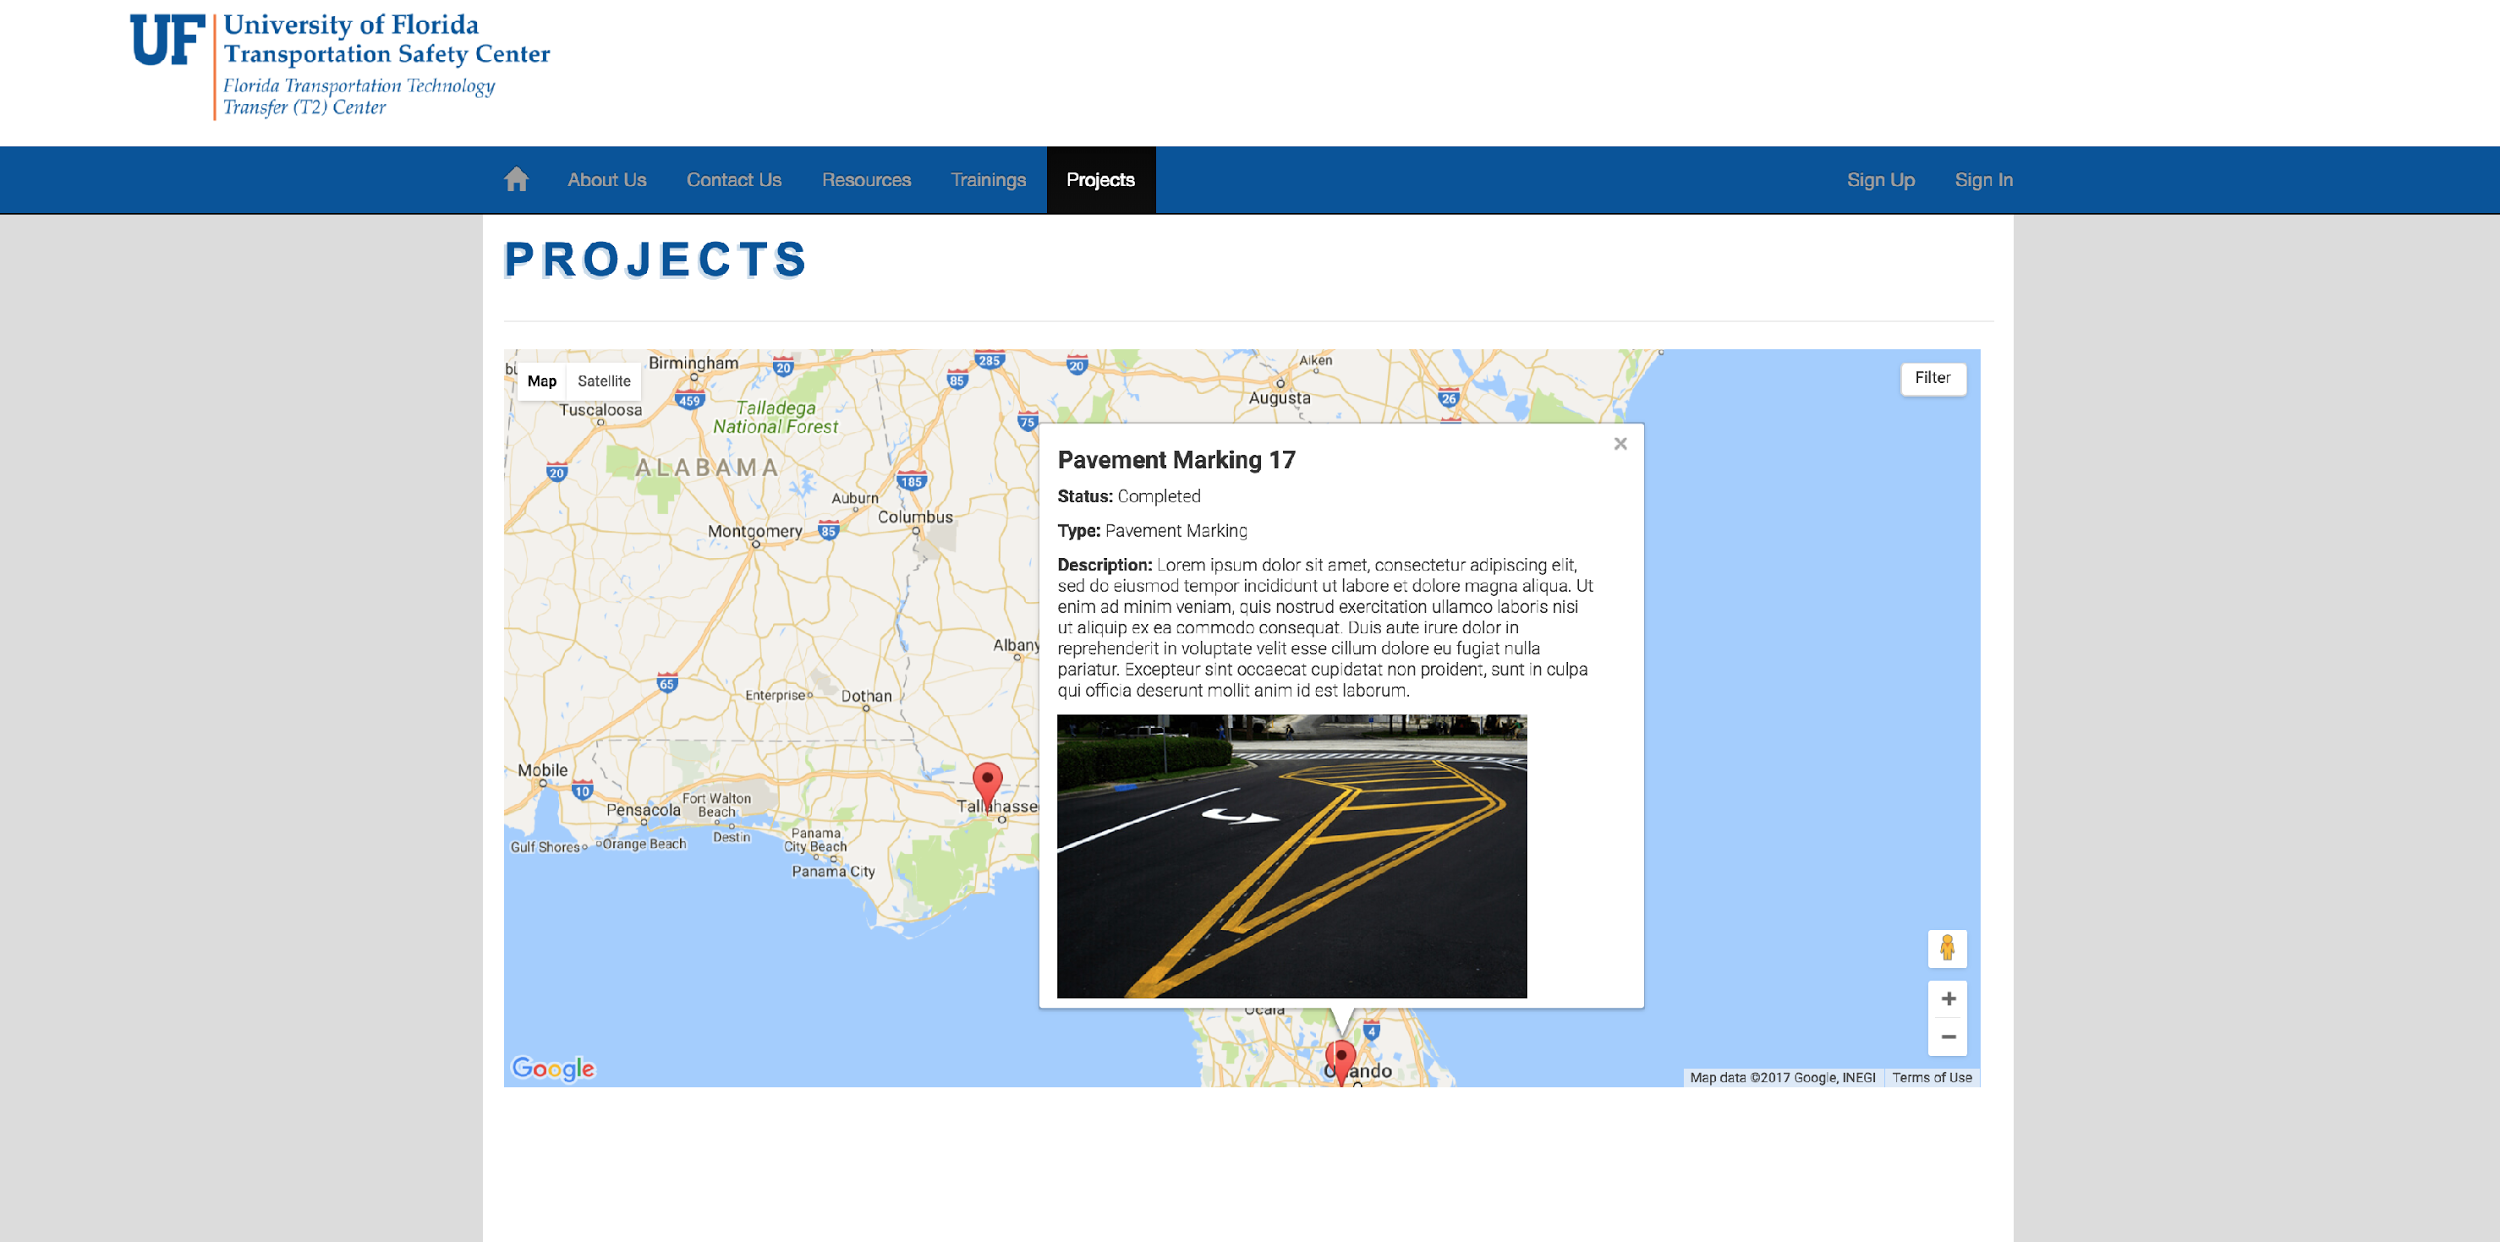 UF
University of Florida
Transportation Safety Center
Florida Transportation Technology
Transfer (T2) Center
About Us
Contact Us
Resources
Trainings
Projects
Sign Up
Sign In
PROJECTS
Map
Satellite
Filter
Birmingham
20
285
85
20
Aiken
459
Tuscaloosa
Talladega
National Forest
75
Augusta
26
20
ALABAMA
185
Auburn
Columbus
Montgomery
85
Albany
65
Enterprise
Dothan
Mobile
10
Pensacola
Fort Walton
Beach
Destin
Gulf Shores
Orange Beach
Panama
City Beach
Panama City
Pavement Marking 17
Status: Completed
Type: Pavement Marking
Description: Lorem ipsum dolor sit amet, consectetur adipiscing elit,
sed do eiusmod tempor incididunt ut labore et dolore magna aliqua. Ut
enim ad minim veniam, quis nostrud exercitation ullamco laboris nisi
ut aliquip ex ea commodo consequat. Duis aute irure dolor in
reprehenderit in voluptate velit esse cillum dolore eu fugiat nulla
pariatur. Excepteur sint occaecat cupidatat non proident, sunt in culpa
qui officia deserunt mollit anim id est laborum.
Ocala
4
Google
Map data ©2017 Google, INEGI
Terms of Use